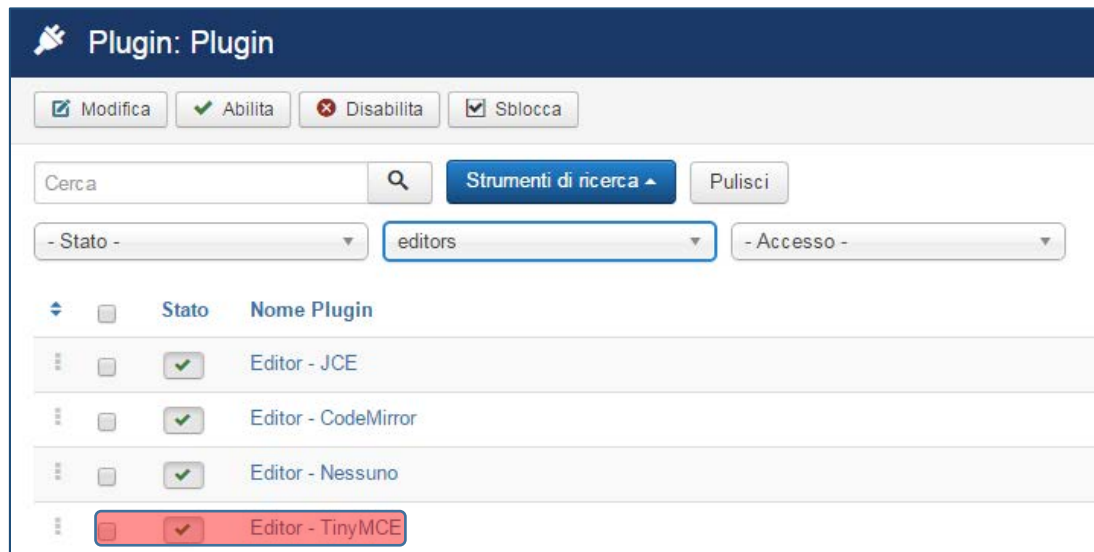 Plugin: Plugin
Modifica Abilita Disabilita Sblocca
Cerca Strumenti di ricerca Pulisci
- Stato - editors - Accesso -
Stato Nome Plugin
Editor - JCE
Editor - CodeMirror
Editor - Nessuno
Editor - TinyMCE